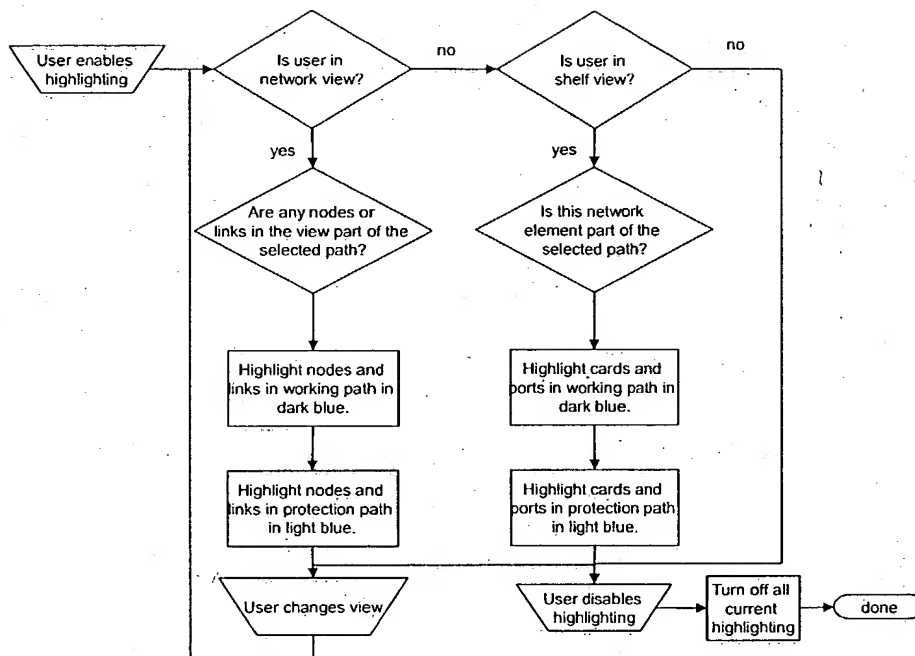 User enables
highlighting
Is user in
network view?
no
Is user in
shelf view?
no
yes
yes
Are any nodes or
links in the view part of the
selected path?
Is this network
element part of the
selected path?
Highlight nodes and
links in working path in
dark blue.
Highlight cards and
ports in working path in
dark blue.
Highlight nodes and
links in protection path
in light blue.
Highlight cards and
ports in protection path
in light blue.
User changes view
User disables
highlighting
Turn off all
current
highlighting
done